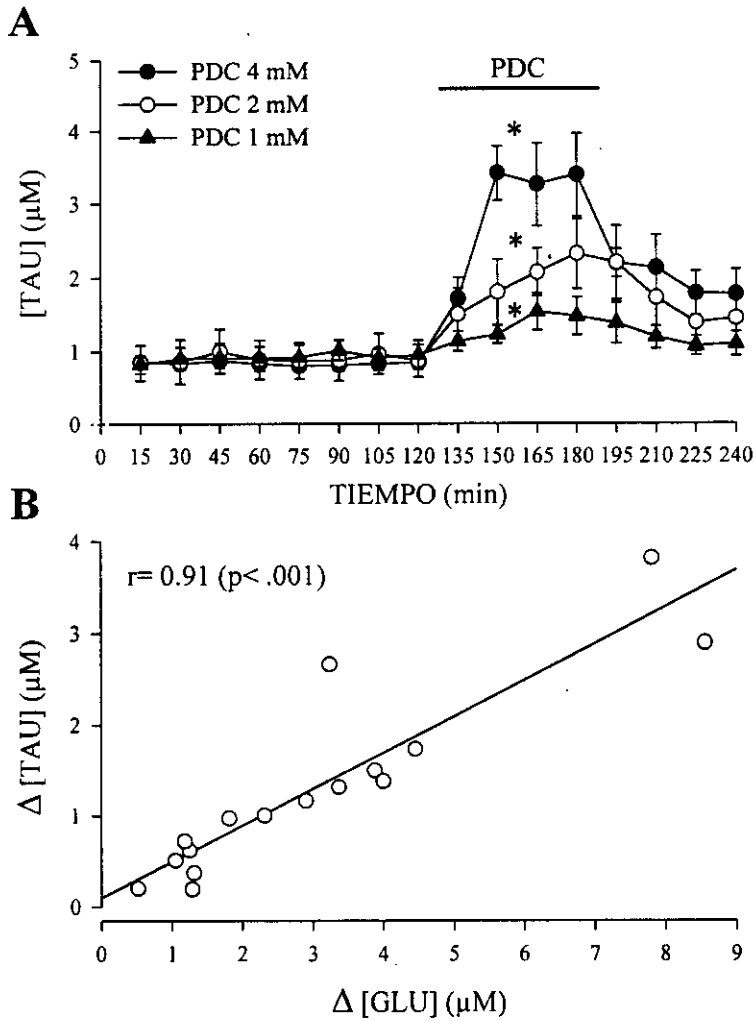 A
PDC 4 mM
PDC 2 mM
PDC 1 mM
PDC
*
*
*
[TAU] (µM)
5
4
3
2
1
0
0 15 30 45 60 75 90 105 120 135 150 165 180 195 210 225 240
TIEMPO (min)
B
r= 0.91 (p< .001)
Δ [TAU] (µM)
4
3
2
1
0
0 1 2 3 4 5 6 7 8 9
Δ [GLU] (µM)